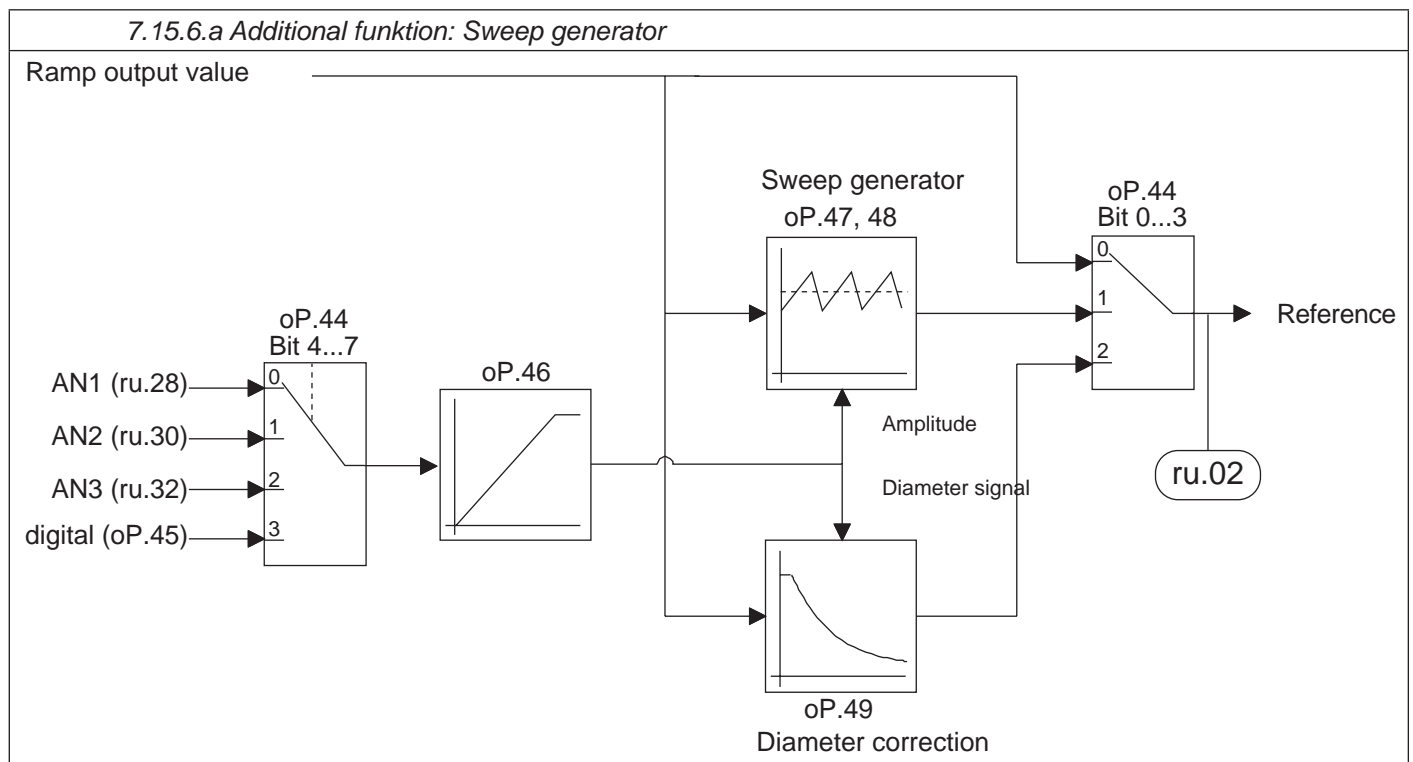 7.15.6.a Additional funktion: Sweep generator
Ramp output value
Sweep generator
oP.47, 48
oP.44
Bit 0...3
0
1
2
Reference
oP.44
Bit 4...7
oP.46
AN1 (ru.28)
0
AN2 (ru.30)
1
AN3 (ru.32)
2
digital (oP.45)
3
Amplitude
Diameter signal
ru.02
oP.49
Diameter correction